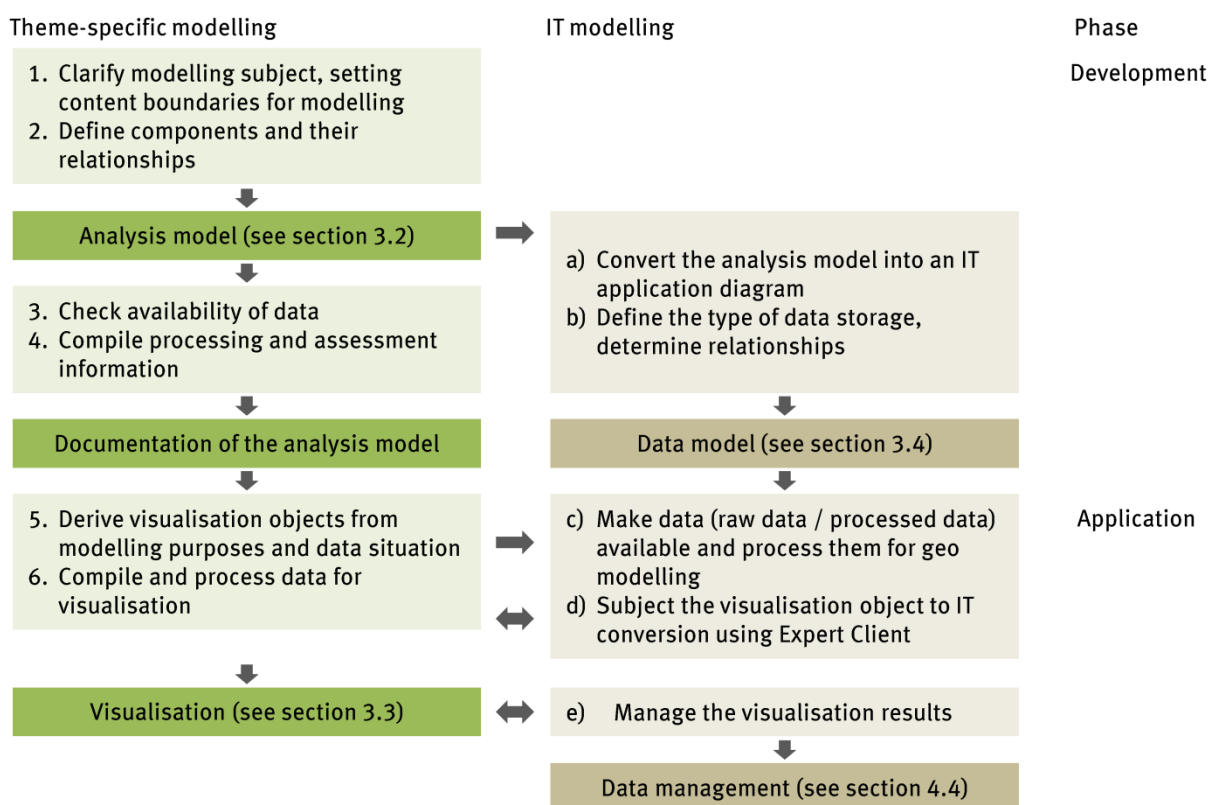 Theme-specific modelling
IT modelling
Phase
1. Clarify modelling subject, setting
content boundaries for modelling
2. Define components and their
relationships
Development
Analysis model (see section 3.2)
a) Convert the analysis model into an IT
application diagram
b) Define the type of data storage,
determine relationships
3. Check availability of data
4. Compile processing and assessment
information
Documentation of the analysis model
Data model (see section 3.4)
5. Derive visualisation objects from
modelling purposes and data situation
6. Compile and process data for
visualisation
c) Make data (raw data / processed data)
available and process them for geo
modelling
d) Subject the visualisation object to IT
conversion using Expert Client
Application
Visualisation (see section 3.3)
e) Manage the visualisation results
Data management (see section 4.4)